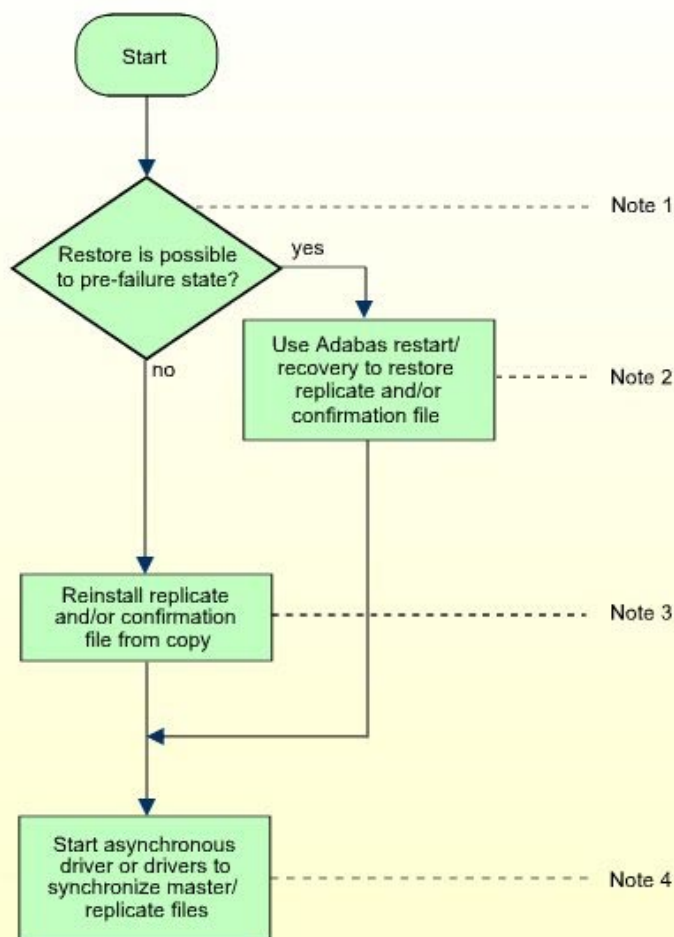 Start
Note 1
Restore is possible
to pre-failure state?
yes
no
Use Adabas restart/
recovery to restore
replicate and/or
confirmation file
Note 2
Reinstall replicate
and/or confirmation
file from copy
Note 3
Start asynchronous
driver or drivers to
synchronize master/
replicate files
Note 4